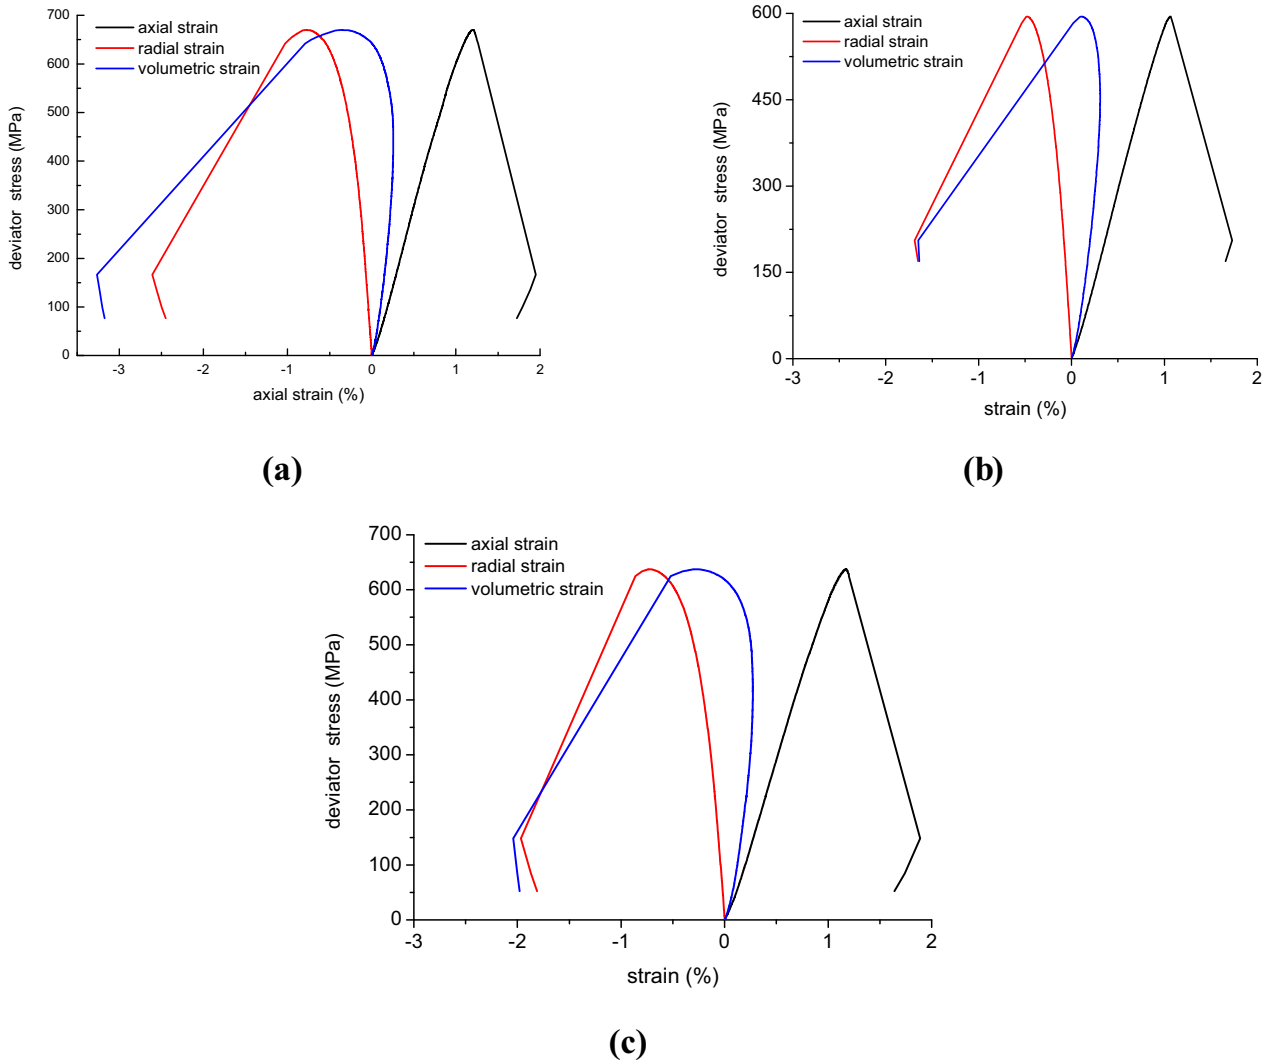 700
600
500
400
300
200
100
0
deviator stress (MPa)
axial strain
radial strain
volumetric strain
-3 -2 -1 0 1 2
axial strain (%)
(a)
600
450
300
150
0
deviator stress (MPa)
axial strain
radial strain
volumetric strain
-3 -2 -1 0 1 2
strain (%)
(b)
700
600
500
400
300
200
100
0
deviator stress (MPa)
axial strain
radial strain
volumetric strain
-3 -2 -1 0 1 2
strain (%)
(c)